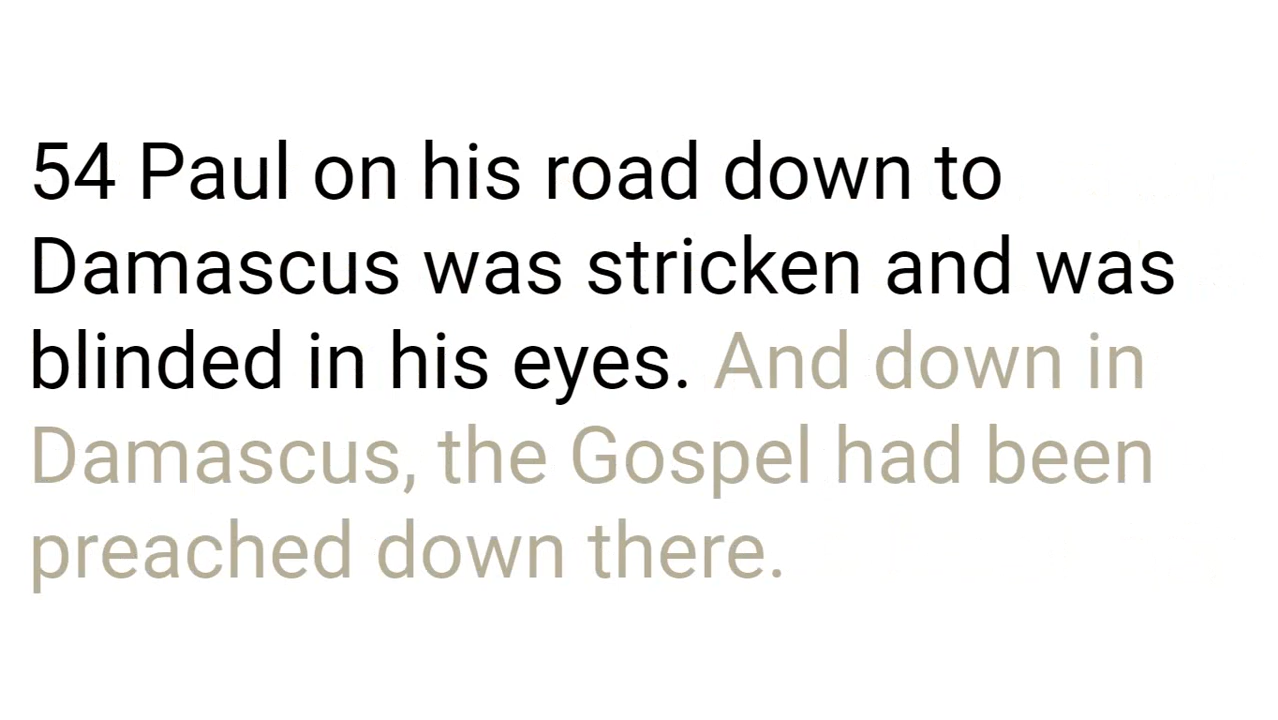 54 Paul on his road down to
Damascus was stricken and was
blinded in his eyes. And down in
Damascus, the Gospel had been
preached down there.